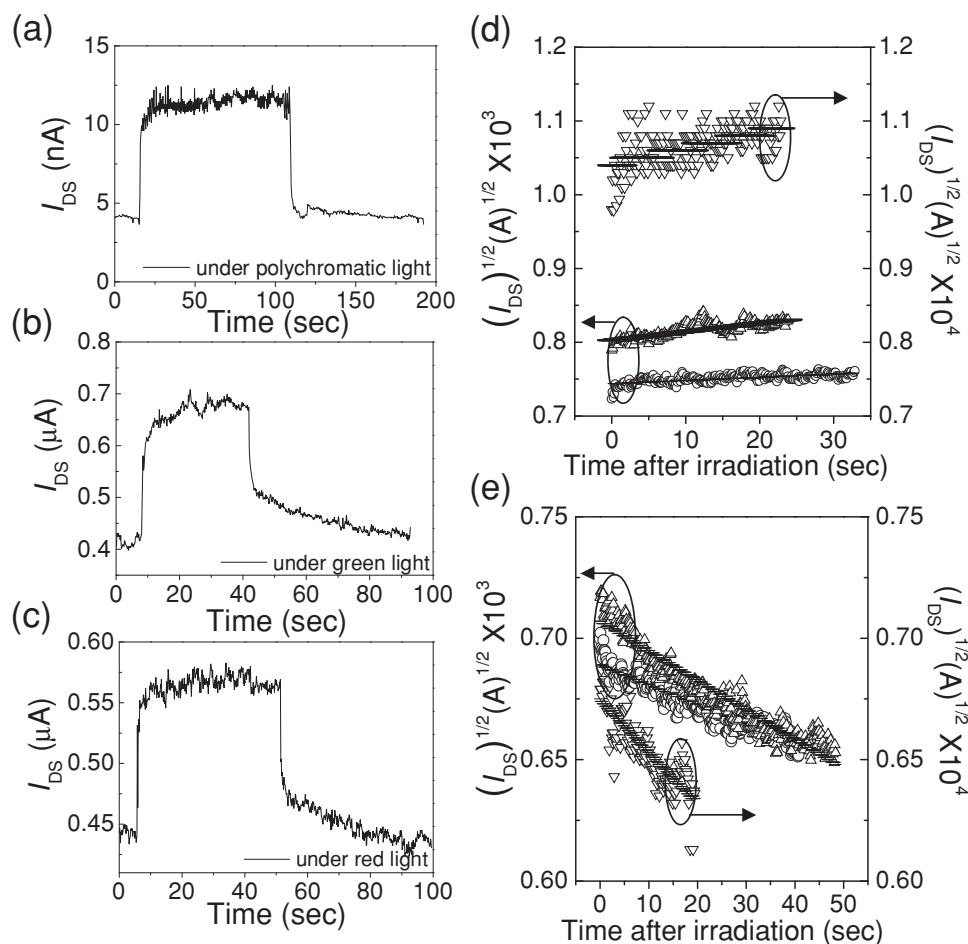 (a)
15
10
5
0
I_DS (nA)
under polychromatic light
0 50 100 150 200
Time (sec)
(b)
0.8
0.7
0.6
0.5
0.4
I_DS (µA)
under green light
0 20 40 60 80 100
Time (sec)
(c)
0.60
0.55
0.50
0.45
I_DS (µA)
under red light
0 20 40 60 80 100
Time (sec)
(d)
1.2
1.1
1.0
0.9
0.8
0.7
(I_DS)^1/2(A)^1/2 X10^3
1.2
1.1
1.0
0.9
0.8
0.7
(I_DS)^1/2(A)^1/2 X10^4
0 10 20 30
Time after irradiation (sec)
(e)
0.75
0.70
0.65
0.60
(I_DS)^1/2(A)^1/2 X10^3
0.75
0.70
0.65
0.60
(I_DS)^1/2(A)^1/2 X10^4
0 10 20 30 40 50
Time after irradiation (sec)